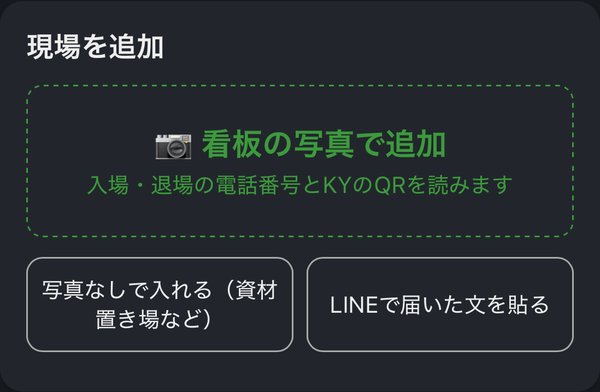 現場を追加
📷 看板の写真で追加
入場・退場の電話番号とKYのQRを読みます
写真なしで入れる（資材
置き場など）
LINEで届いた文を貼る